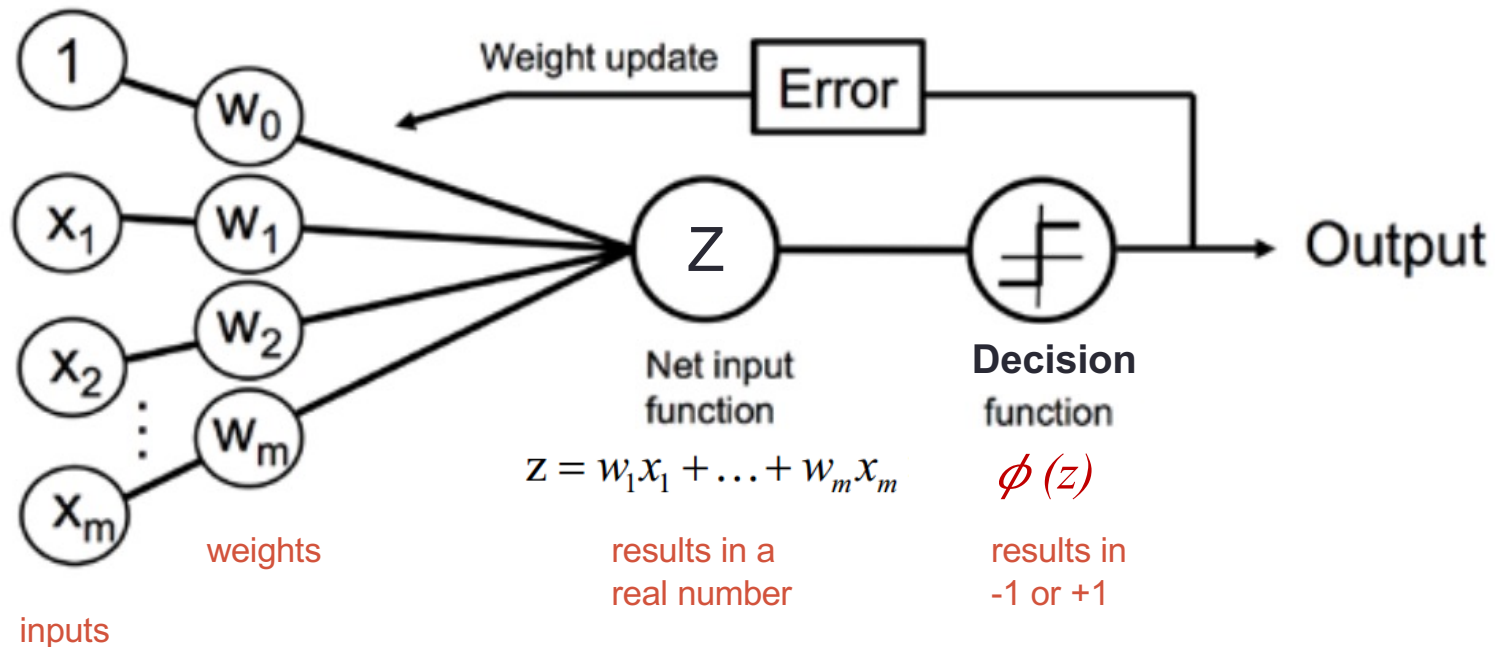 1
w₀
Weight update
Error
x₁
w₁
Z
Output
x₂
w₂
⋮
xₘ
wₘ
Net input
function
z = w₁x₁ + … + wₘxₘ
Decision
function
ϕ (z)
weights
results in a
real number
results in
-1 or +1
inputs